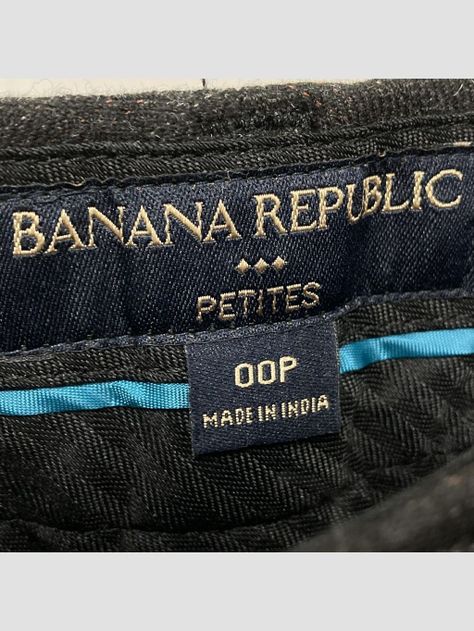 BANANA REPUBLIC
PETITES
00P
MADE IN INDIA